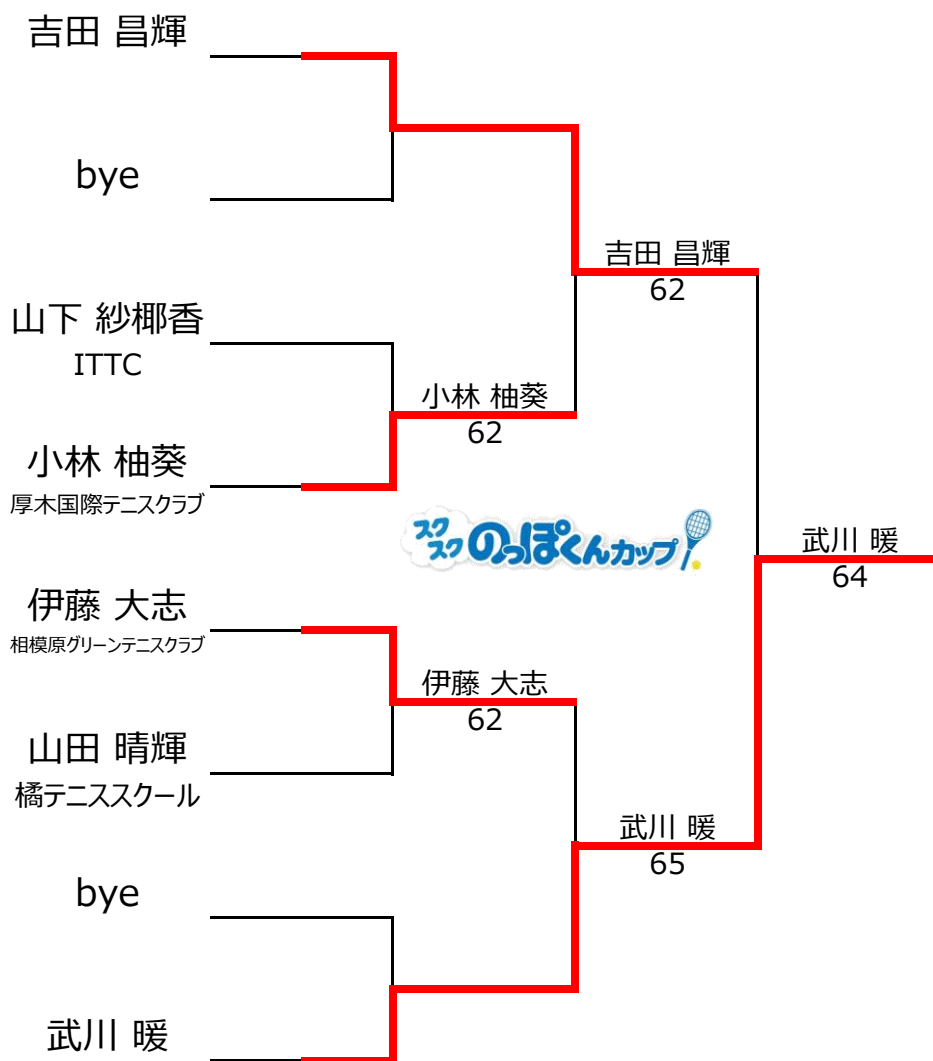 吉田 昌輝
bye
吉田 昌輝
62
山下 紗椰香
ITTC
小林 柚葵
62
小林 柚葵
厚木国際テニスクラブ
スクスク のっぽくんカップ
武川 暖
64
伊藤 大志
相模原グリーンテニスクラブ
伊藤 大志
62
山田 晴輝
橘テニススクール
武川 暖
65
bye
武川 暖